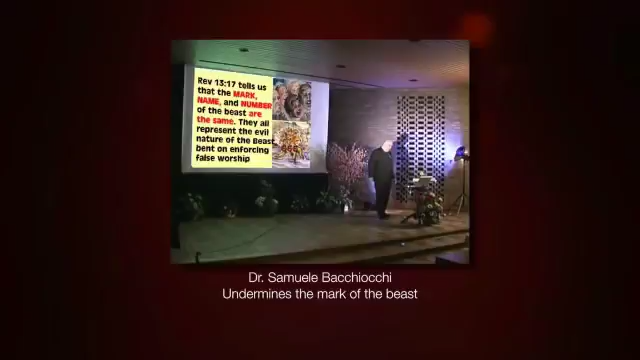 Rev 13:17 tells us
that the MARK,
NAME, and NUMBER
of the beast are
the same. They all
represent the evil
nature of the Beast
bent on enforcing
false worship
666
Dr. Samuele Bacchiocchi
Undermines the mark of the beast